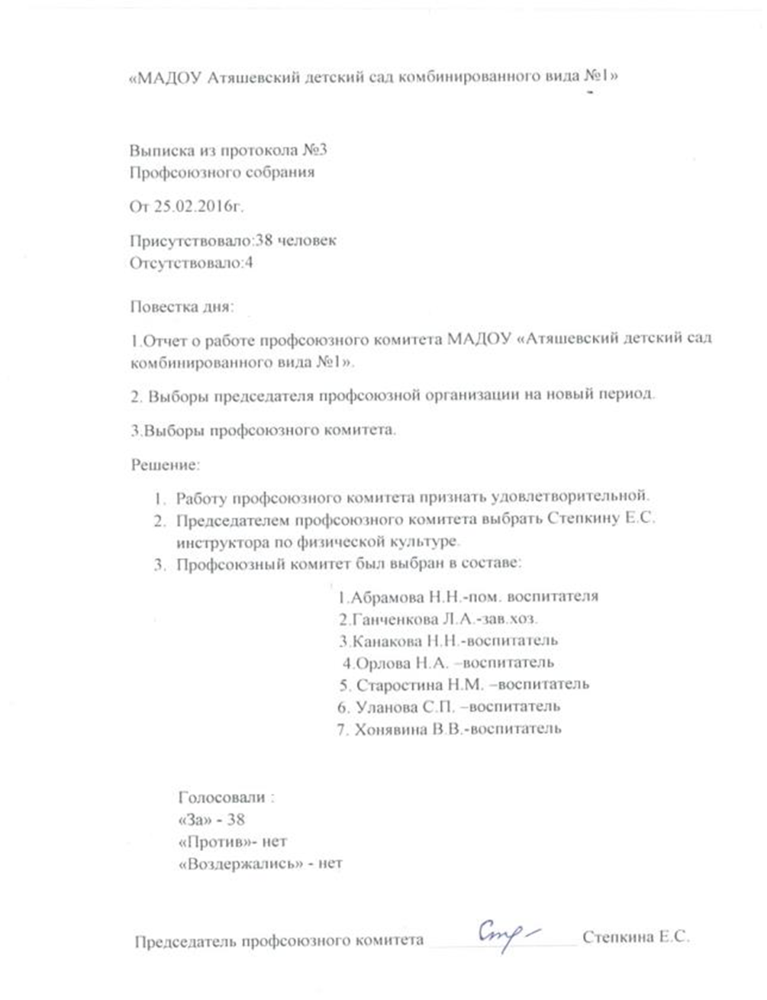 «МАДОУ Атяшевский детский сад комбинированного вида №1»
Выписка из протокола №3
Профсоюзного собрания
От 25.02.2016г.
Присутствовало:38 человек
Отсутствовало:4
Повестка дня:
1.Отчет о работе профсоюзного комитета МАДОУ «Атяшевский детский сад
комбинированного вида №1».
2. Выборы председателя профсоюзной организации на новый период.
3.Выборы профсоюзного комитета.
Решение:
1. Работу профсоюзного комитета признать удовлетворительной.
2. Председателем профсоюзного комитета выбрать Степкину Е.С.
инструктора по физической культуре.
3. Профсоюзный комитет был выбран в составе:
1.Абрамова Н.Н.-пом. воспитателя
2.Ганченкова Л.А.-зав.хоз.
3.Канакова Н.Н.-воспитатель
4.Орлова Н.А. –воспитатель
5. Старостина Н.М. –воспитатель
6. Уланова С.П. –воспитатель
7. Хонявина В.В.-воспитатель
Голосовали :
«За» - 38
«Против»- нет
«Воздержались» - нет
Председатель профсоюзного комитета Степкина Е.С.